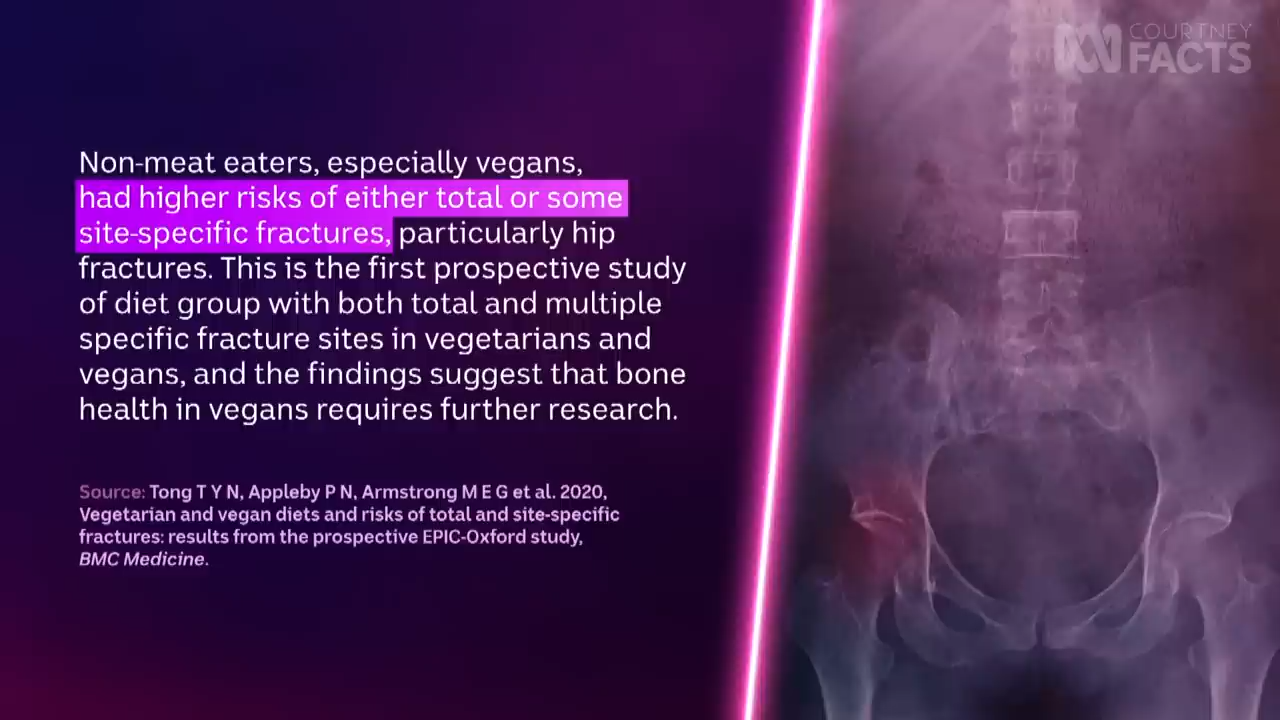 COURTNEY
FACTS
Non-meat eaters, especially vegans,
had higher risks of either total or some
site-specific fractures, particularly hip
fractures. This is the first prospective study
of diet group with both total and multiple
specific fracture sites in vegetarians and
vegans, and the findings suggest that bone
health in vegans requires further research.
Source: Tong T Y N, Appleby P N, Armstrong M E G et al. 2020,
Vegetarian and vegan diets and risks of total and site-specific
fractures: results from the prospective EPIC-Oxford study,
BMC Medicine.